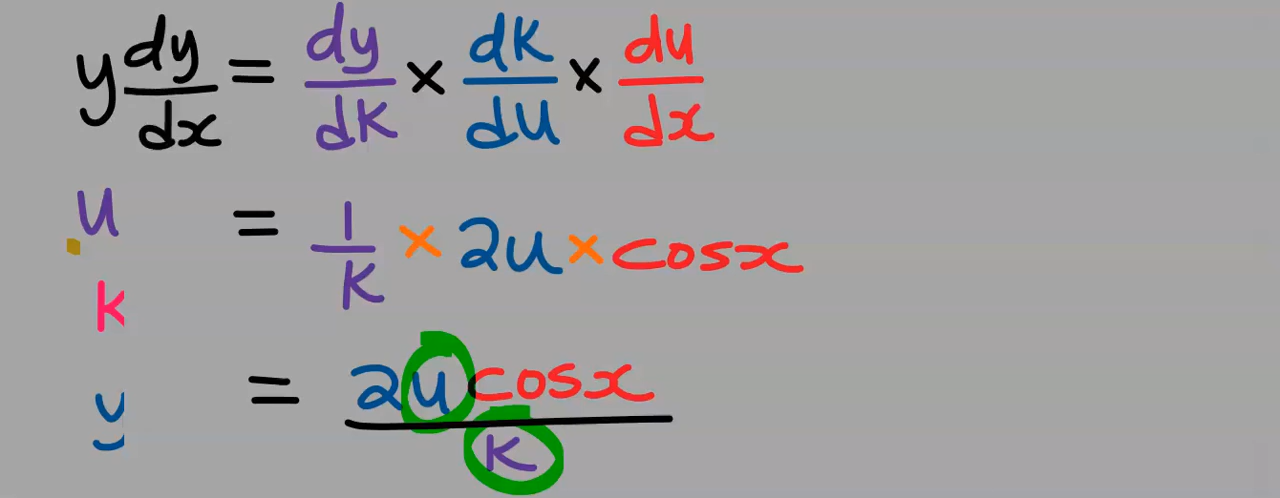 y dy/dx = dy/dK × dK/dU × du/dx
u = 1/K × 2u × cosx
K
y = 2u cosx / K